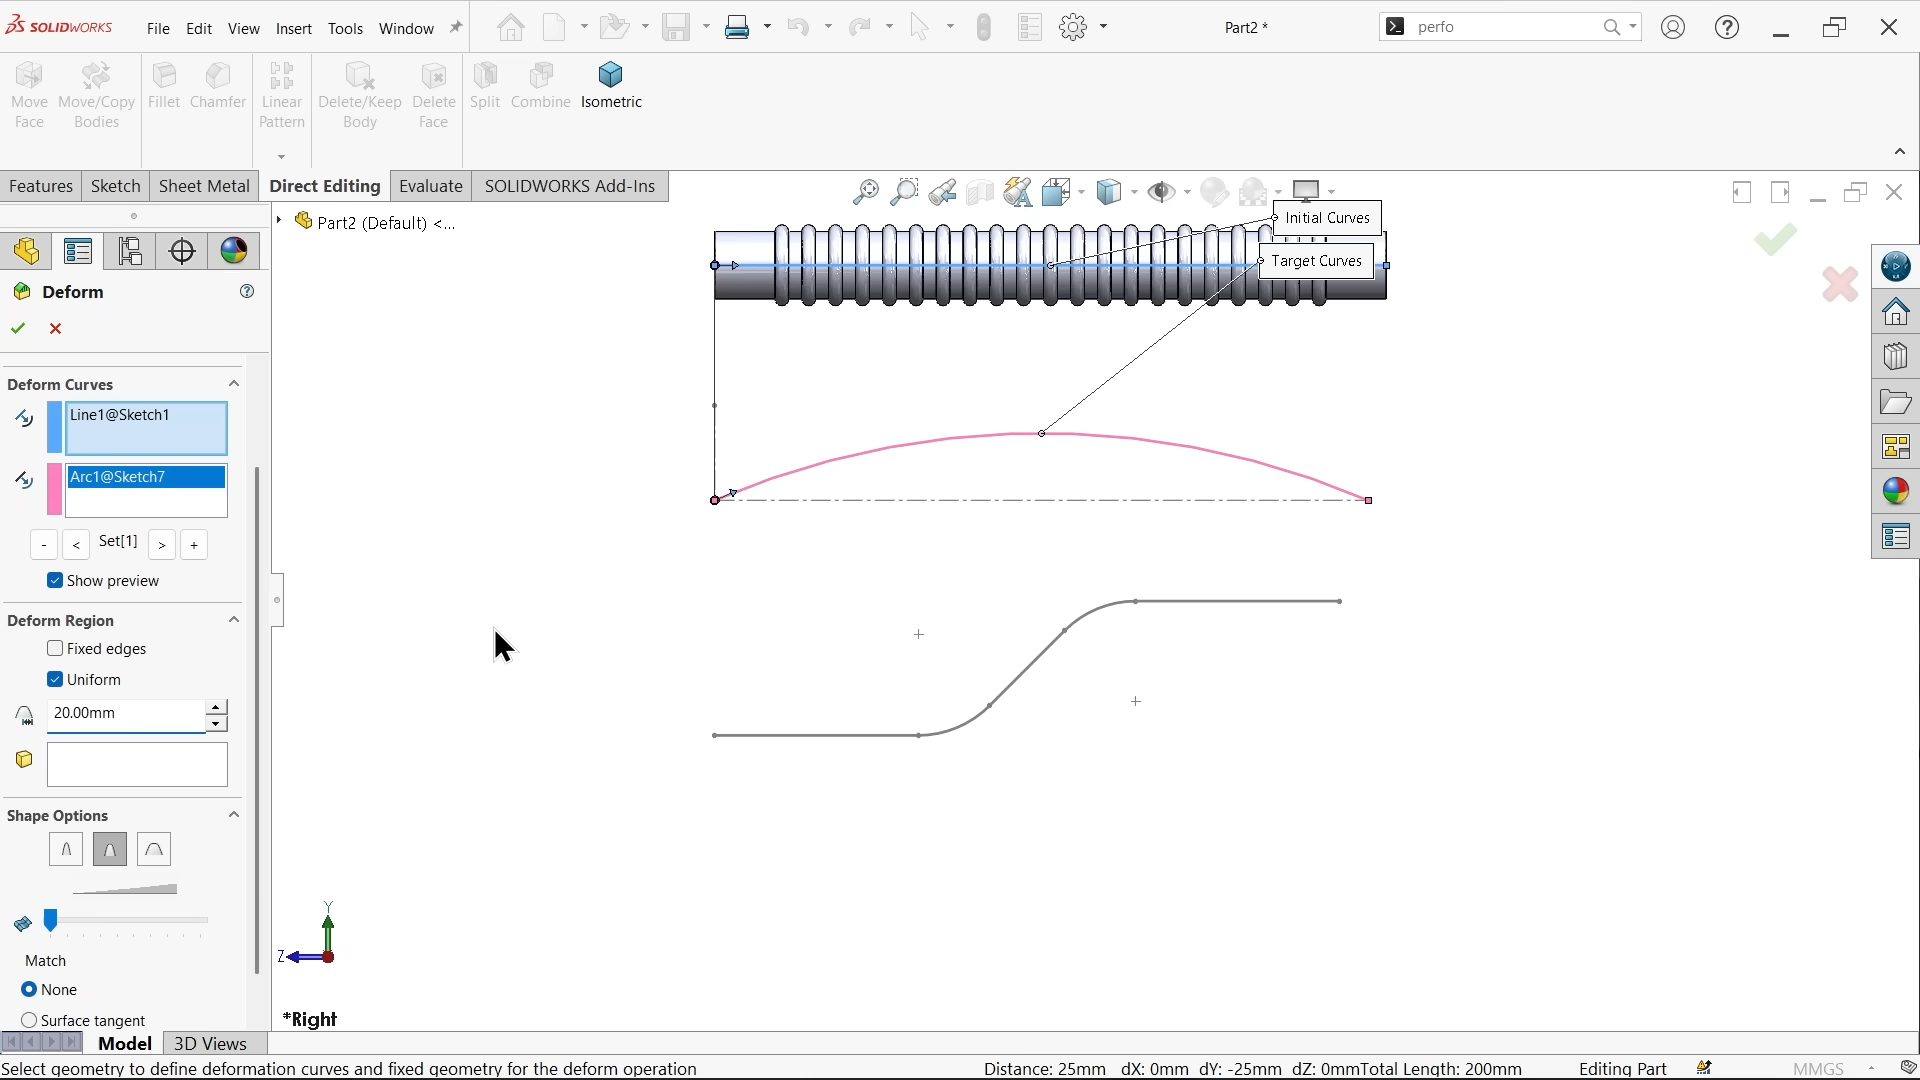 SOLIDWORKS File Edit View Insert Tools Window Part2 * perfo
Move Face
Move/Copy Bodies
Fillet
Chamfer
Linear Pattern
Delete/Keep Body
Delete Face
Split
Combine
Isometric
Features Sketch Sheet Metal Direct Editing Evaluate SOLIDWORKS Add-Ins
Part2 (Default) <...
Initial Curves
Target Curves
Deform
Deform Curves
Line1@Sketch1
Arc1@Sketch7
- < Set[1] > +
Show preview
Deform Region
Fixed edges
Uniform
20.00mm
Shape Options
Match
None
Surface tangent
Y
Z
*Right
Model 3D Views
Select geometry to define deformation curves and fixed geometry for the deform operation Distance: 25mm dX: 0mm dY: -25mm dZ: 0mmTotal Length: 200mm Editing Part MMGS